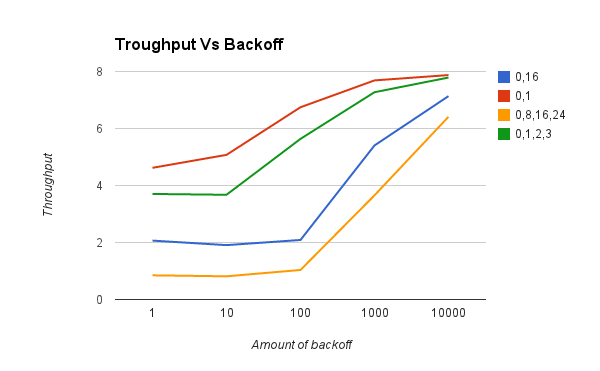 Troughput Vs Backoff
8
6
4
2
0
Throughput
1 10 100 1000 10000
Amount of backoff
0,16
0,1
0,8,16,24
0,1,2,3